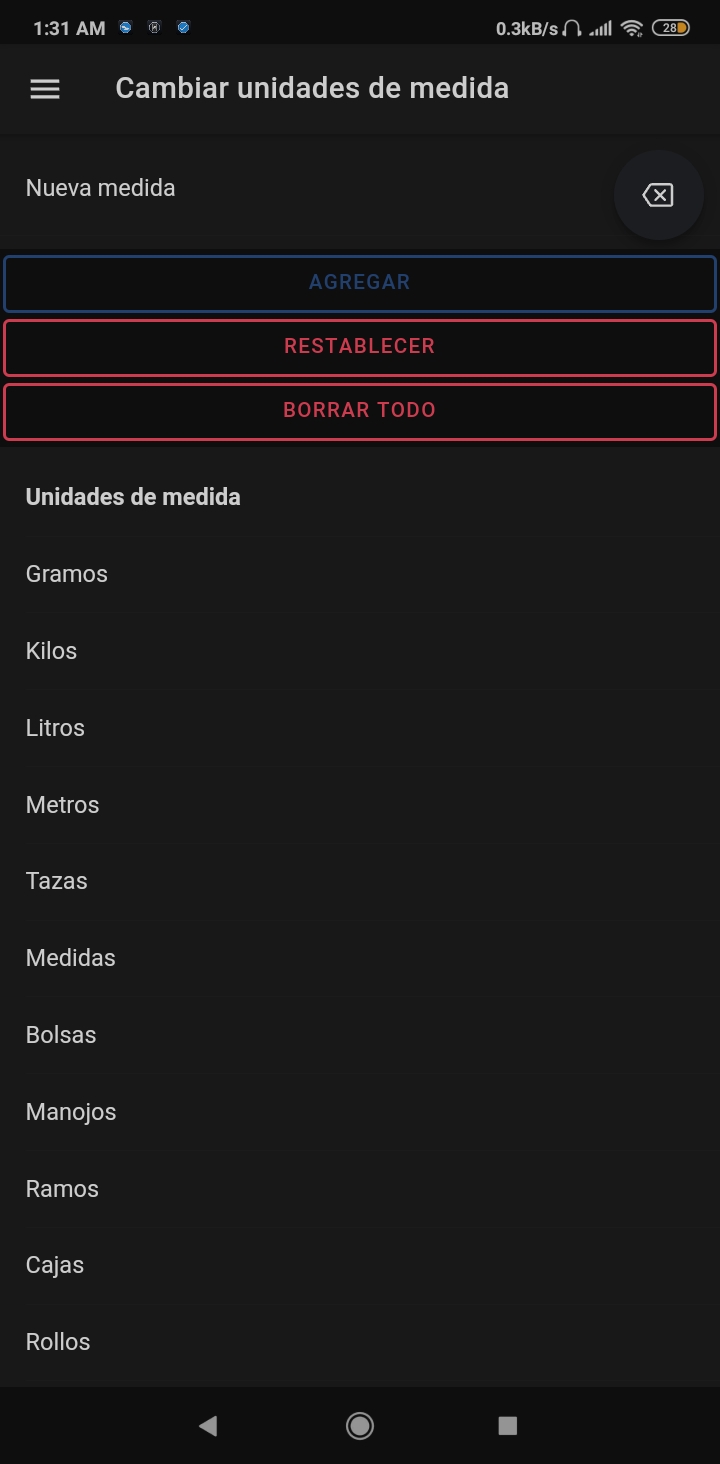 1:31 AM 0.3kB/s 28
Cambiar unidades de medida
Nueva medida
AGREGAR
RESTABLECER
BORRAR TODO
Unidades de medida
Gramos
Kilos
Litros
Metros
Tazas
Medidas
Bolsas
Manojos
Ramos
Cajas
Rollos